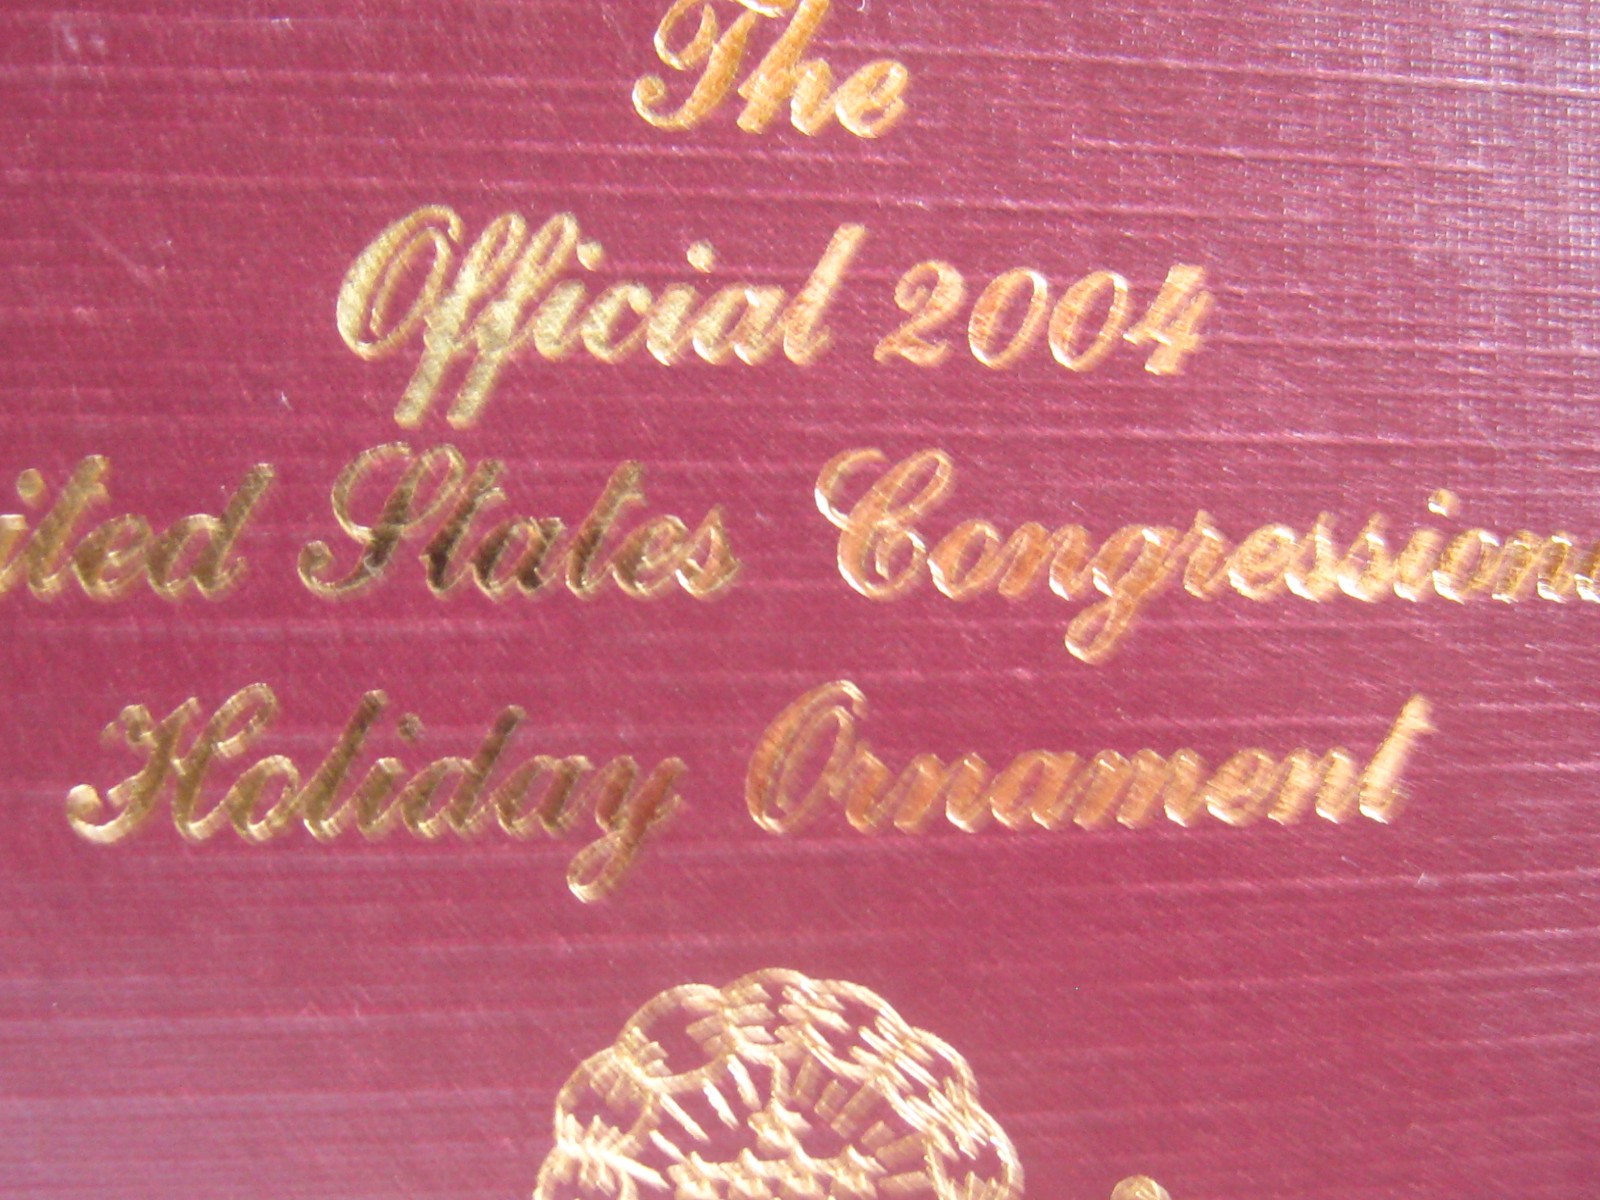 The
Official 2004
ited States Congression
Holiday Ornament